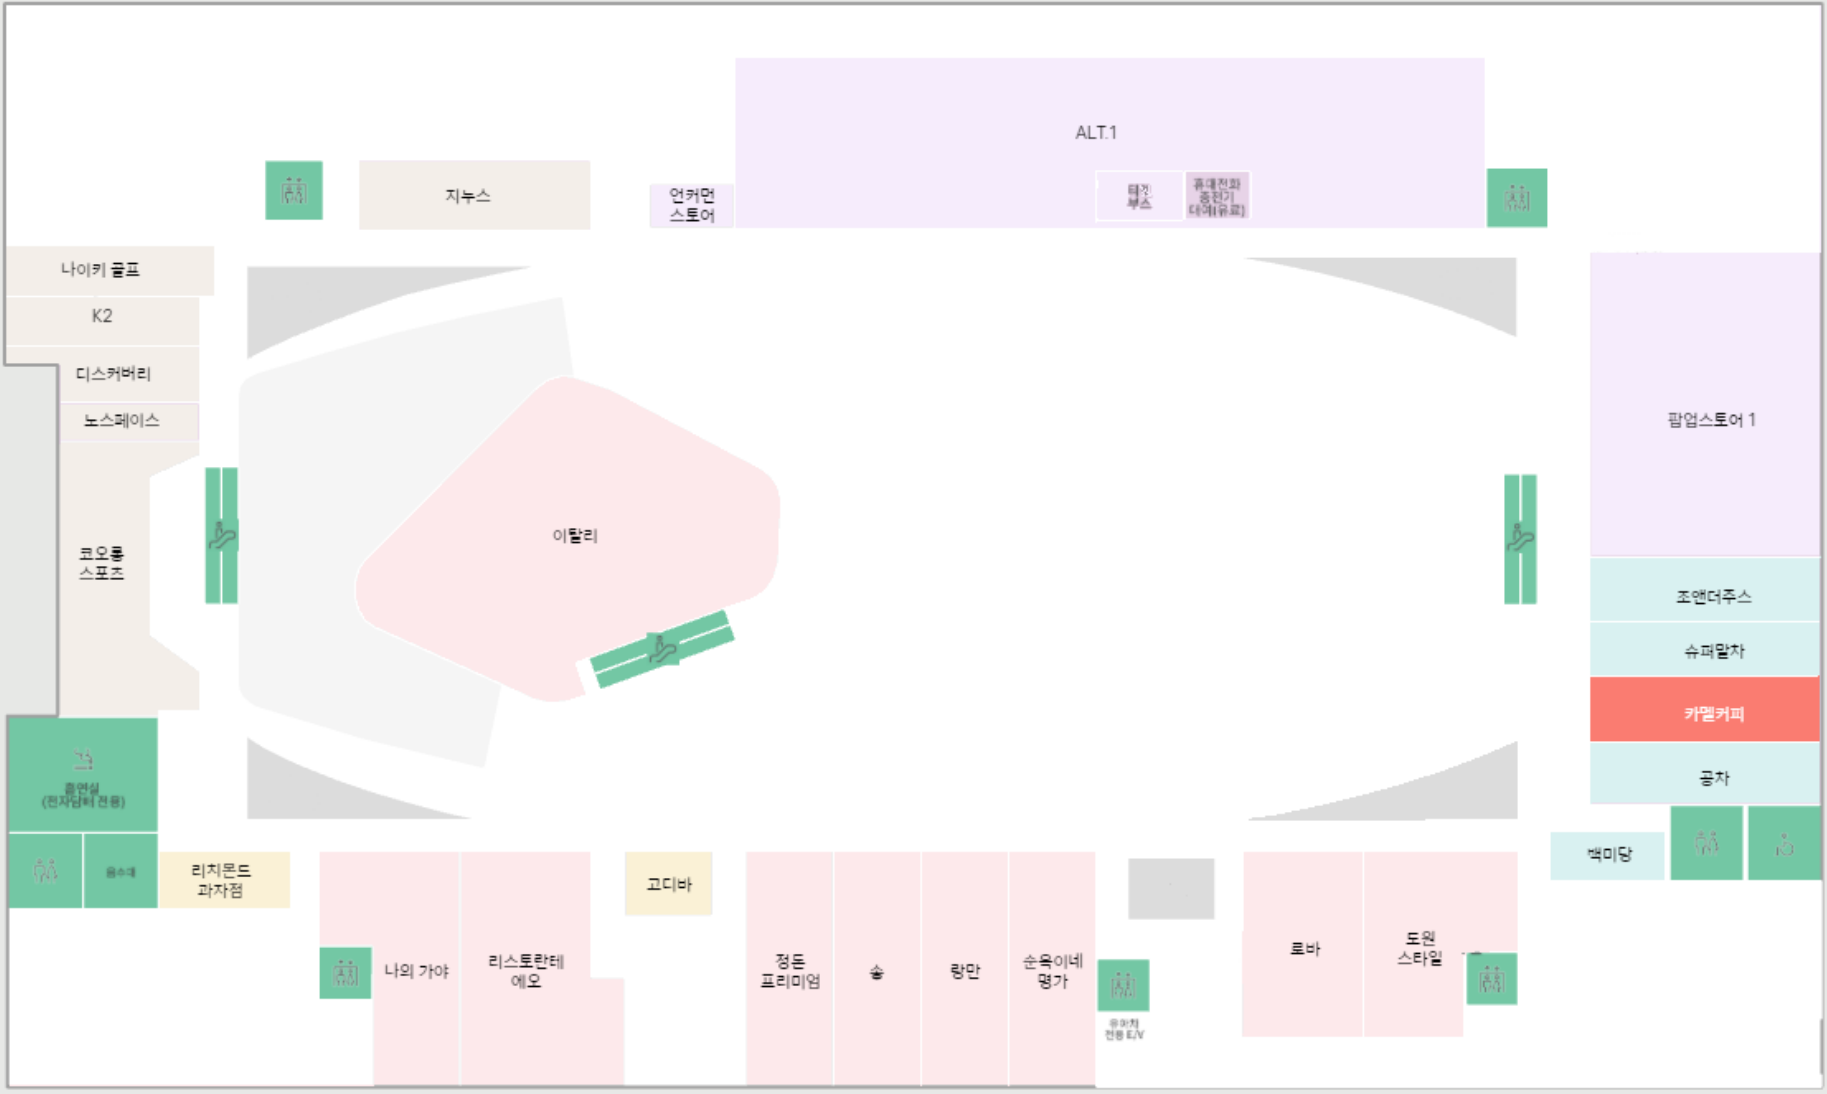 ALT.1
티켓
부스
휴대전화
충전기
대여(유료)
지누스
언커먼
스토어
나이키 골프
K2
디스커버리
노스페이스
코오롱
스포츠
이탈리
팝업스토어 1
조앤더주스
슈퍼말차
카멜커피
공차
백미당
흡연실
(전자담배 전용)
음수대
리치몬드
과자점
나의 가야
리스토란테
에오
고디바
정돈
프리미엄
송
랑만
순옥이네
명가
유아차
전용 E/V
로바
도원
스타일